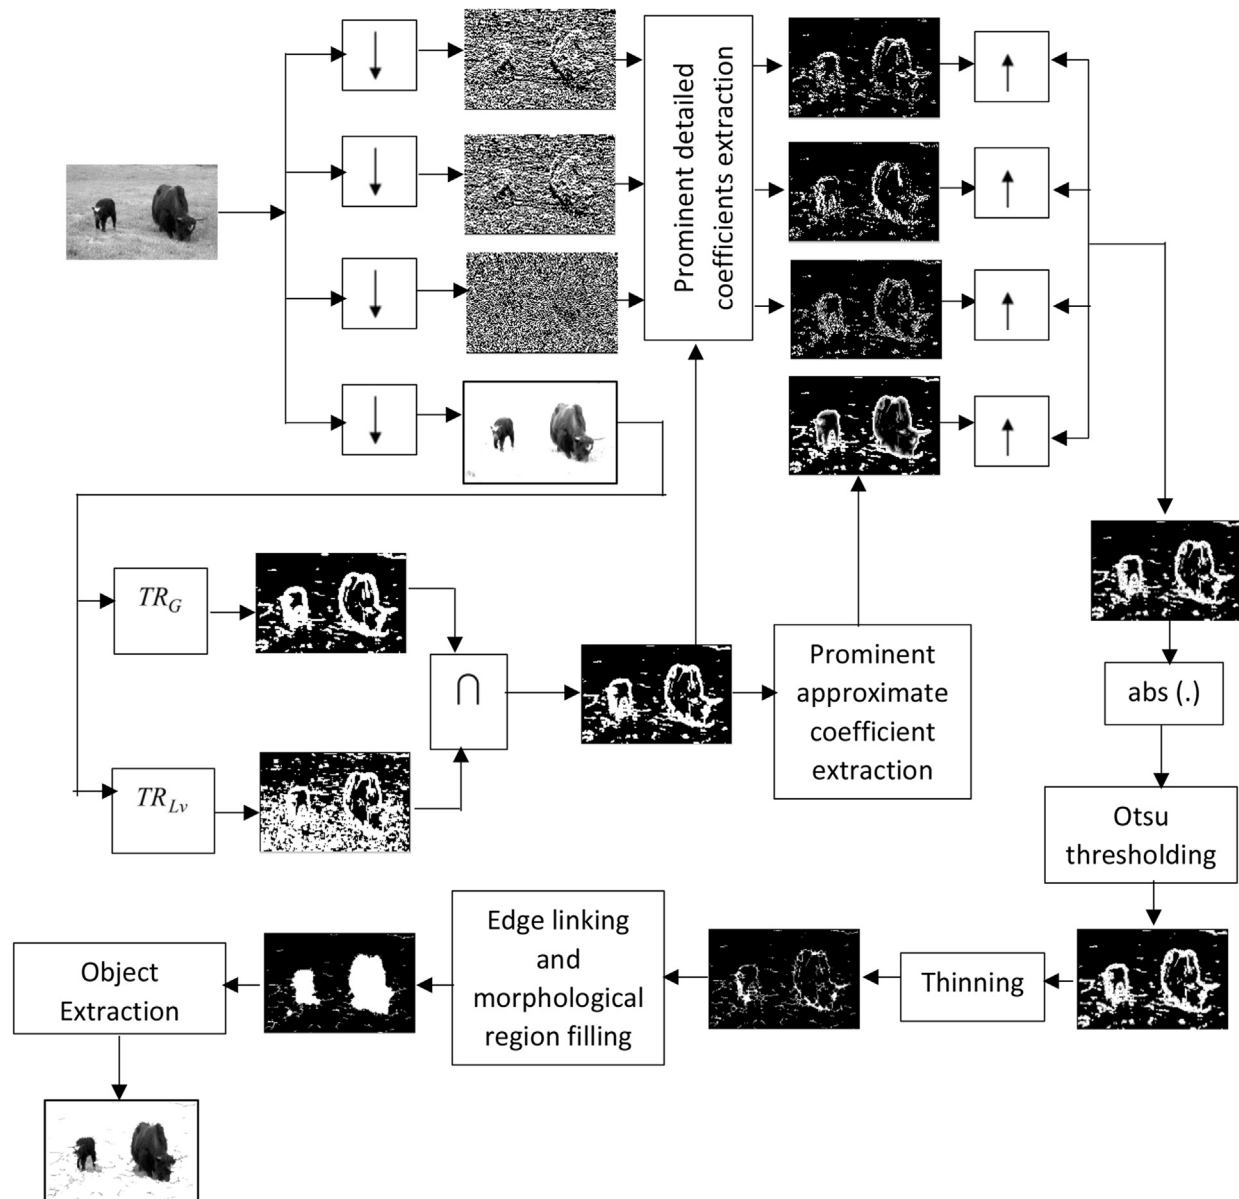 Prominent detailed
coefficients extraction
TR_G
∩
Prominent
approximate
coefficient
extraction
abs (.)
TR_Lv
Otsu
thresholding
Edge linking
and
morphological
region filling
Thinning
Object
Extraction